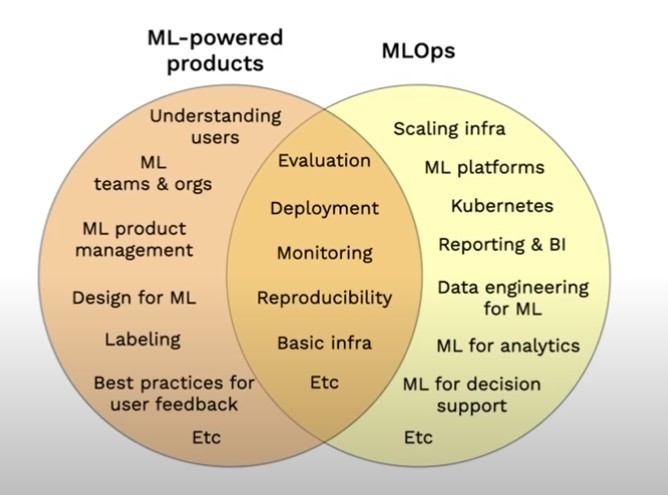 ML-powered
products
MLOps
Understanding
users
ML
teams & orgs
ML product
management
Design for ML
Labeling
Best practices for
user feedback
Etc
Evaluation
Deployment
Monitoring
Reproducibility
Basic infra
Etc
Scaling infra
ML platforms
Kubernetes
Reporting & BI
Data engineering
for ML
ML for analytics
ML for decision
support
Etc